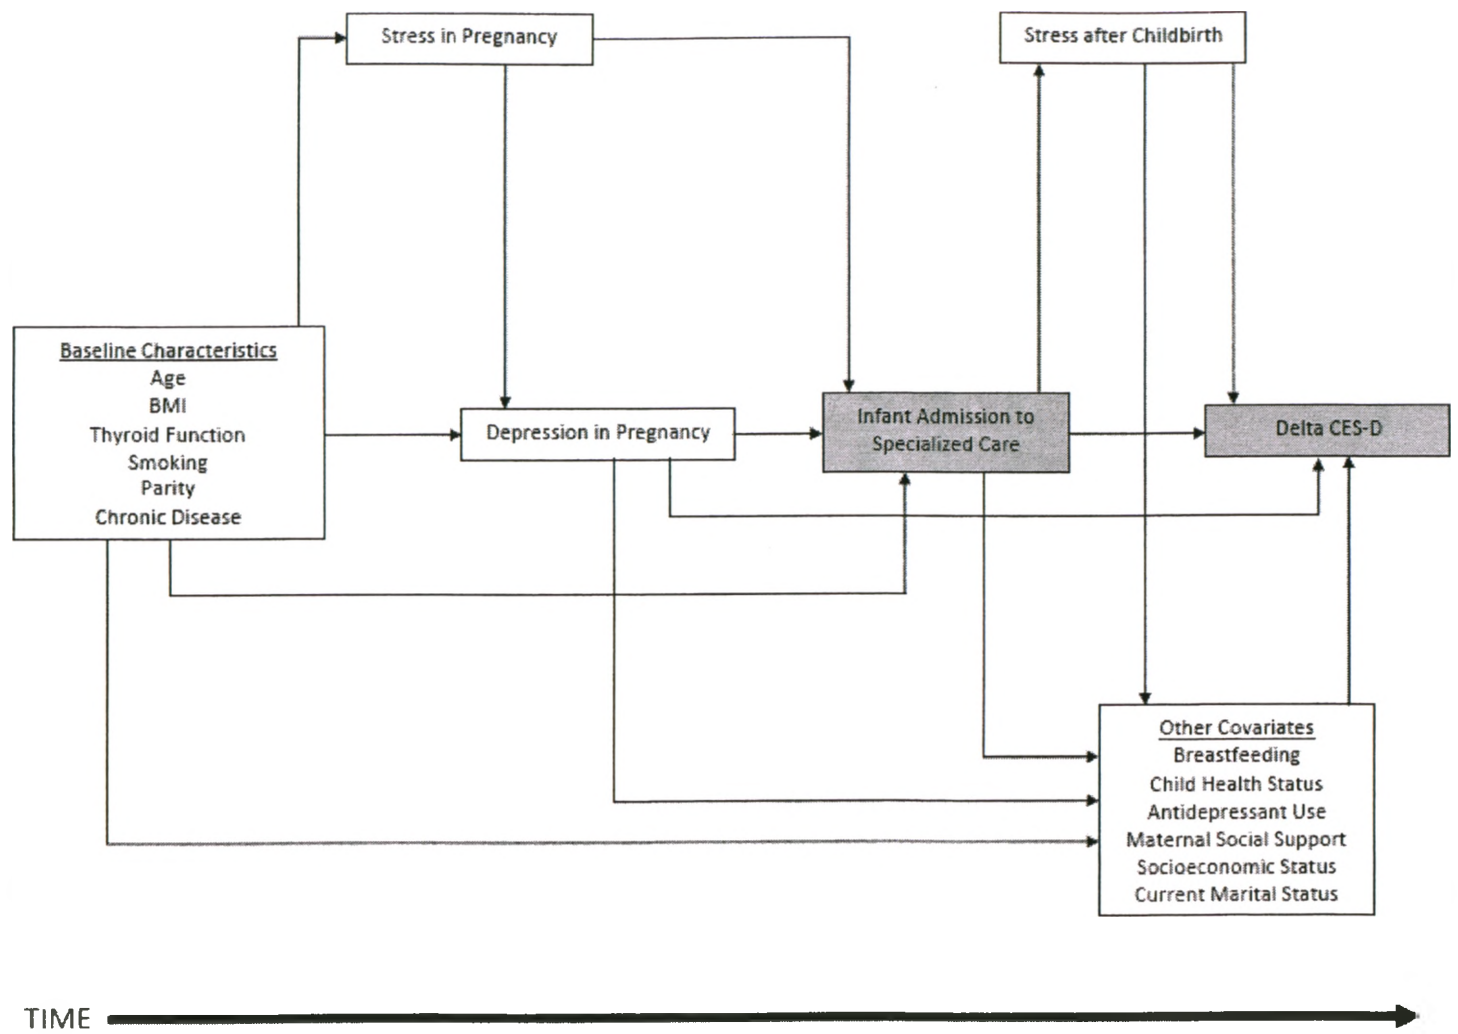 Stress in Pregnancy
Stress after Childbirth
Baseline Characteristics
Age
BMI
Thyroid Function
Smoking
Parity
Chronic Disease
Depression in Pregnancy
Infant Admission to
Specialized Care
Delta CES-D
Other Covariates
Breastfeeding
Child Health Status
Antidepressant Use
Maternal Social Support
Socioeconomic Status
Current Marital Status
TIME